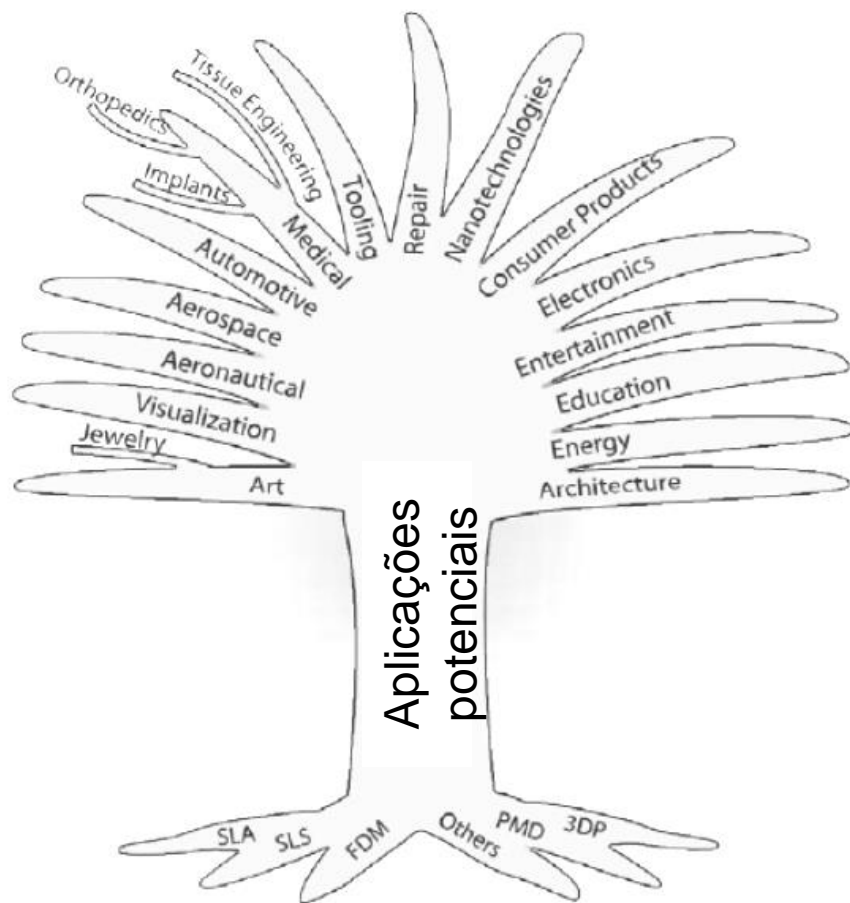 Orthopedics
Tissue Engineering
Implants
Medical
Tooling
Repair
Nanotechnologies
Consumer Products
Automotive
Electronics
Aerospace
Entertainment
Aeronautical
Education
Visualization
Energy
Jewelry
Art
Architecture
Aplicações
potenciais
SLA
SLS
FDM
Others
PMD
3DP